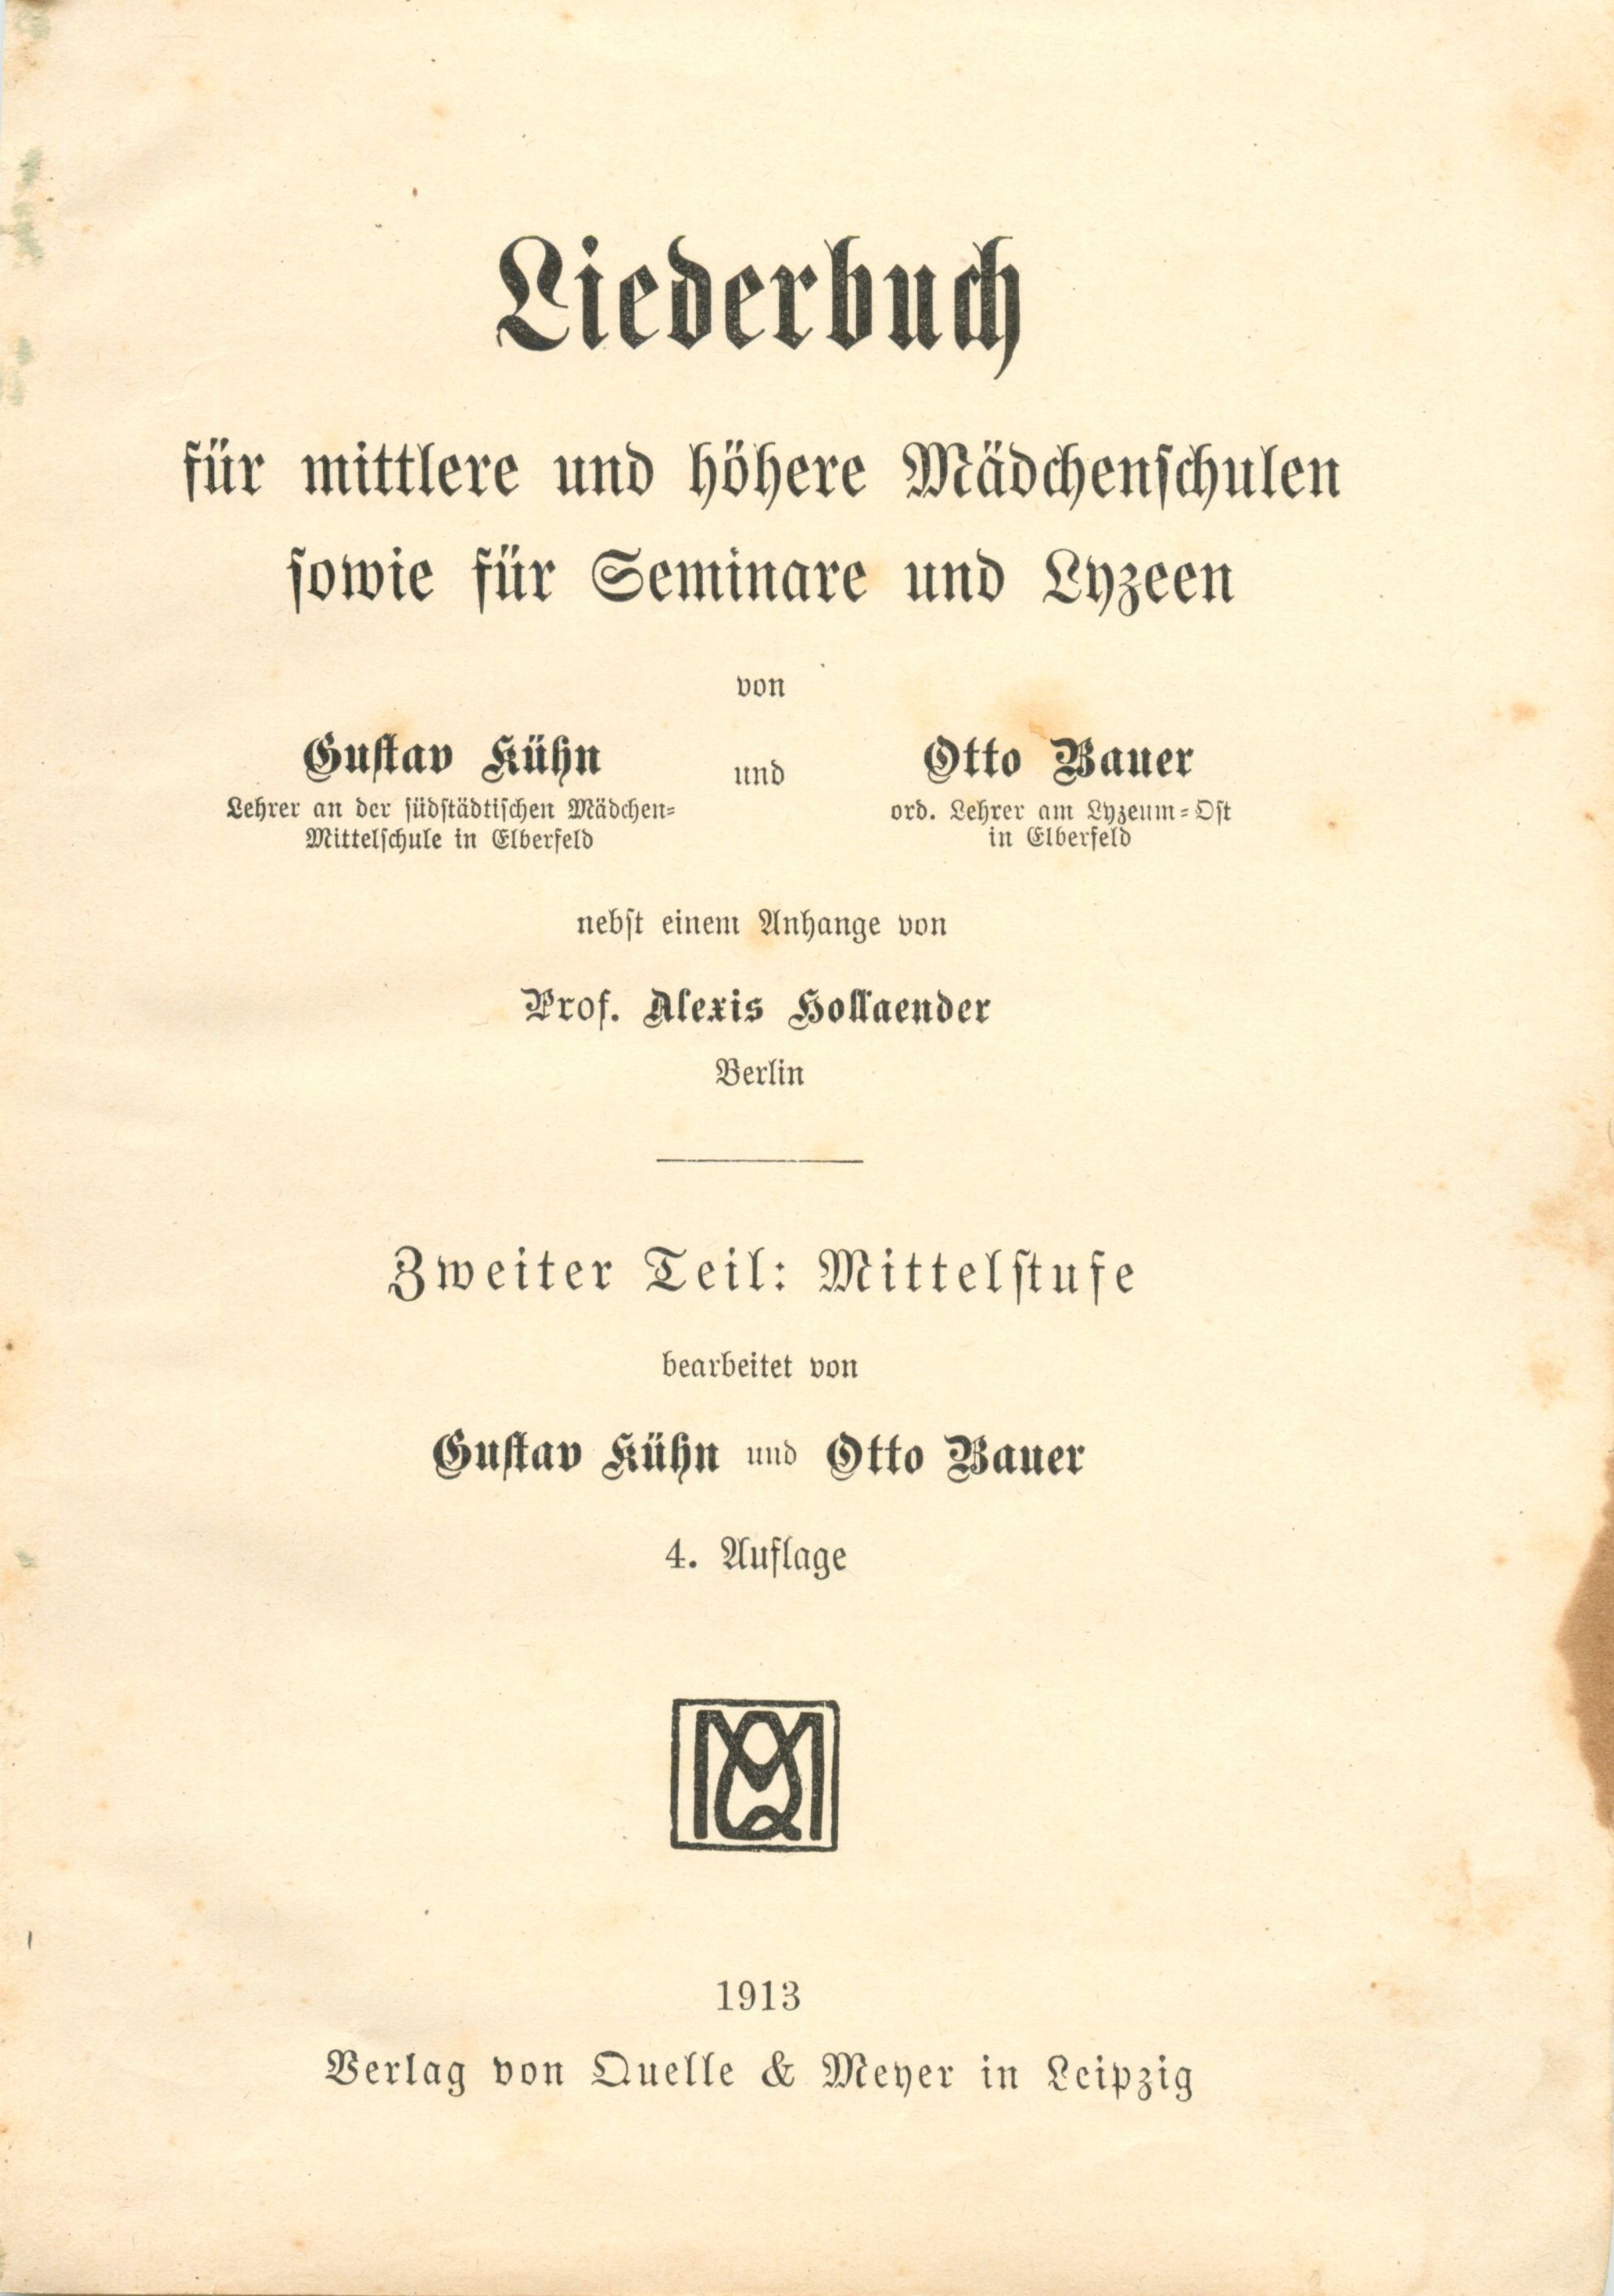 Liederbuch
für mittlere und höhere Mädchenschulen
sowie für Seminare und Lyzeen
von
Gustav Kühn und Otto Bauer
Lehrer an der südstädtischen Mädchen-
Mittelschule in Elberfeld
ord. Lehrer am Lyzeum-Ost
in Elberfeld
nebst einem Anhange von
Prof. Alexis Hollaender
Berlin
Zweiter Teil: Mittelstufe
bearbeitet von
Gustav Kühn und Otto Bauer
4. Auflage
QM
1913
Verlag von Quelle & Meyer in Leipzig